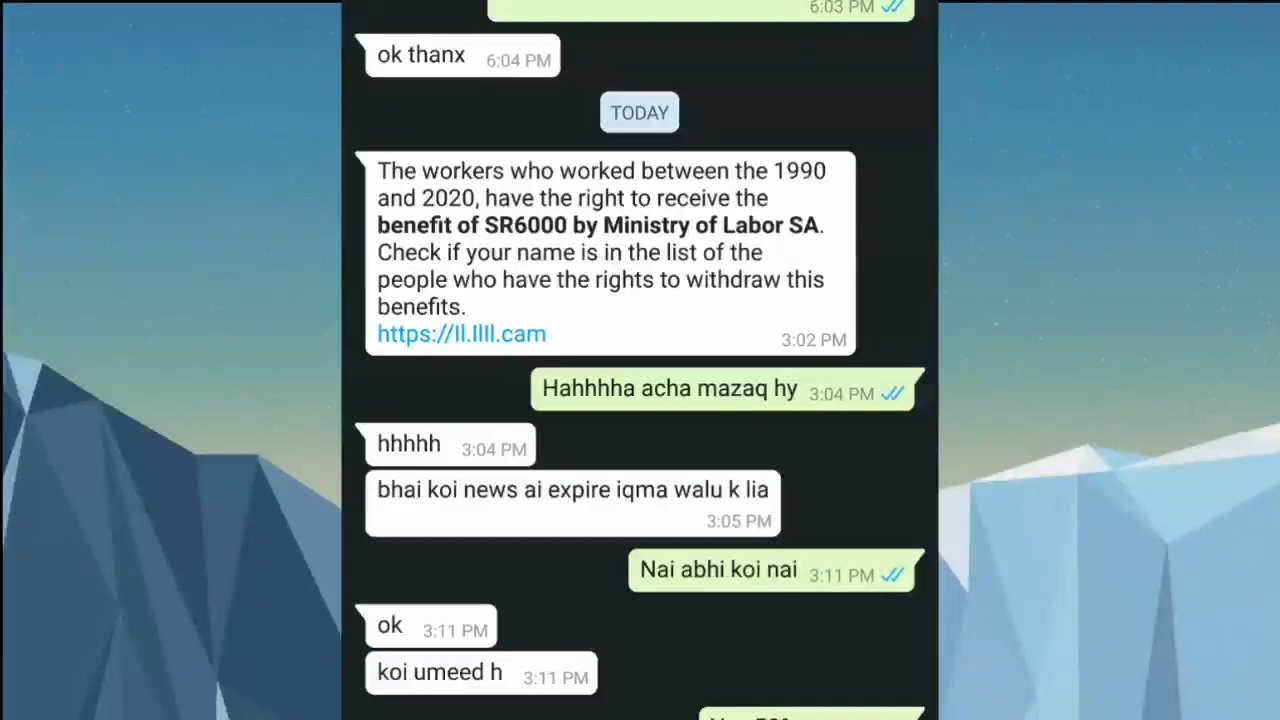 6:03 PM
ok thanx 6:04 PM
TODAY
The workers who worked between the 1990
and 2020, have the right to receive the
benefit of SR6000 by Ministry of Labor SA.
Check if your name is in the list of the
people who have the rights to withdraw this
benefits.
https://ll.llll.cam 3:02 PM
Hahhhha acha mazaq hy 3:04 PM
hhhhh 3:04 PM
bhai koi news ai expire iqma walu k lia
3:05 PM
Nai abhi koi nai 3:11 PM
ok 3:11 PM
koi umeed h 3:11 PM